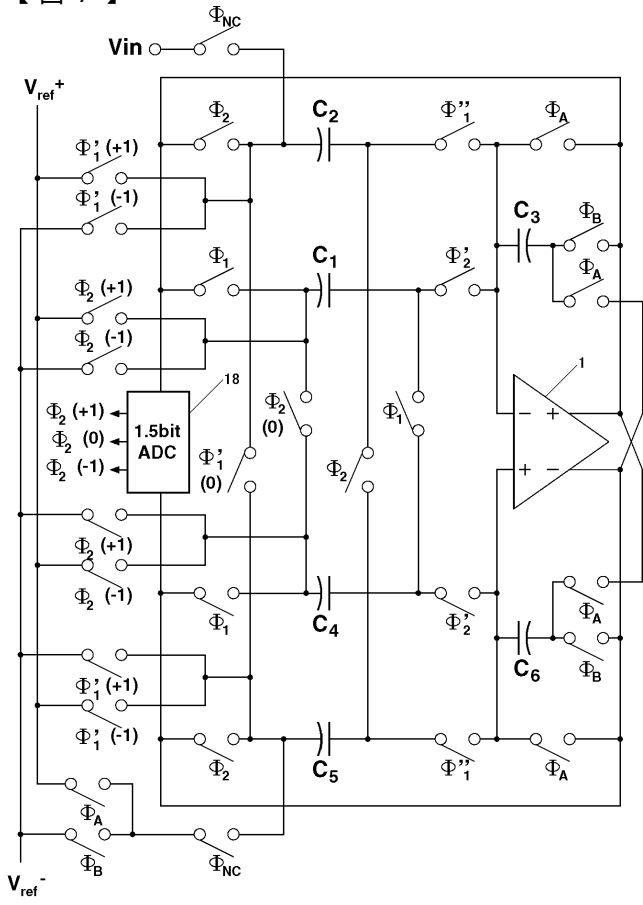 【図7】
Φ_NC
Vin
V_ref^+
Φ_2
C_2
Φ''_1
Φ_A
Φ'_1 (+1)
Φ'_1 (-1)
C_3
Φ_B
Φ_A
Φ_1
C_1
Φ'_2
Φ_2 (+1)
Φ_2 (-1)
18
1
Φ_2 (+1)
Φ_2 (0)
Φ_2 (-1)
1.5bit
ADC
Φ'_1
(0)
Φ_2
(0)
Φ_2
Φ_1
− +
+ −
Φ_2 (+1)
Φ_2 (-1)
Φ_1
C_4
Φ'_2
Φ_A
Φ_B
C_6
Φ'_1 (+1)
Φ'_1 (-1)
Φ_2
C_5
Φ''_1
Φ_A
Φ_A
Φ_B
Φ_NC
V_ref^-